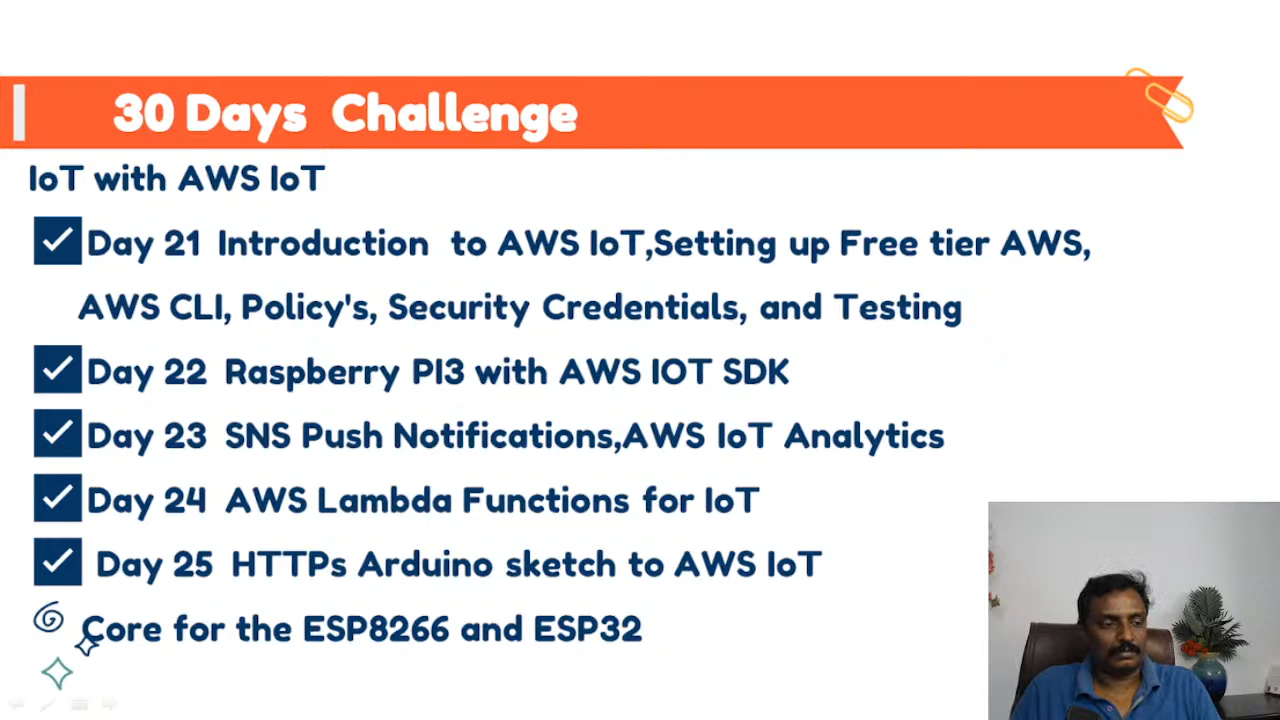 30 Days Challenge
IoT with AWS IoT
Day 21 Introduction to AWS IoT,Setting up Free tier AWS,
AWS CLI, Policy's, Security Credentials, and Testing
Day 22 Raspberry PI3 with AWS IOT SDK
Day 23 SNS Push Notifications,AWS IoT Analytics
Day 24 AWS Lambda Functions for IoT
Day 25 HTTPs Arduino sketch to AWS IoT
Core for the ESP8266 and ESP32